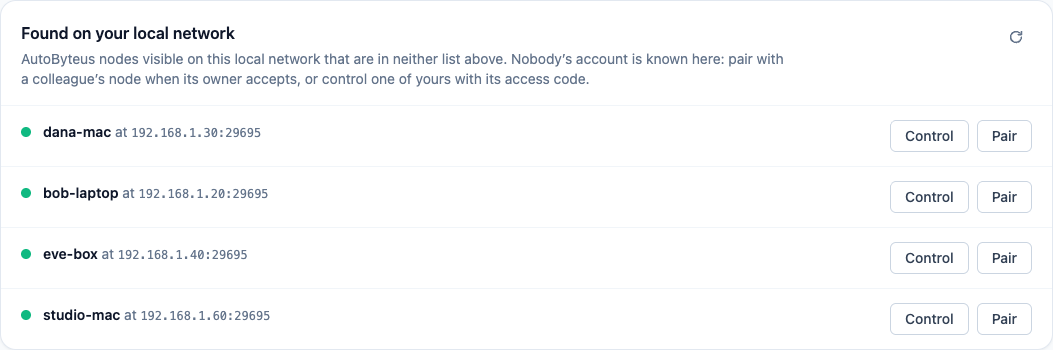 Found on your local network
AutoByteus nodes visible on this local network that are in neither list above. Nobody’s account is known here: pair with
a colleague’s node when its owner accepts, or control one of yours with its access code.
dana-mac at 192.168.1.30:29695 Control Pair
bob-laptop at 192.168.1.20:29695 Control Pair
eve-box at 192.168.1.40:29695 Control Pair
studio-mac at 192.168.1.60:29695 Control Pair